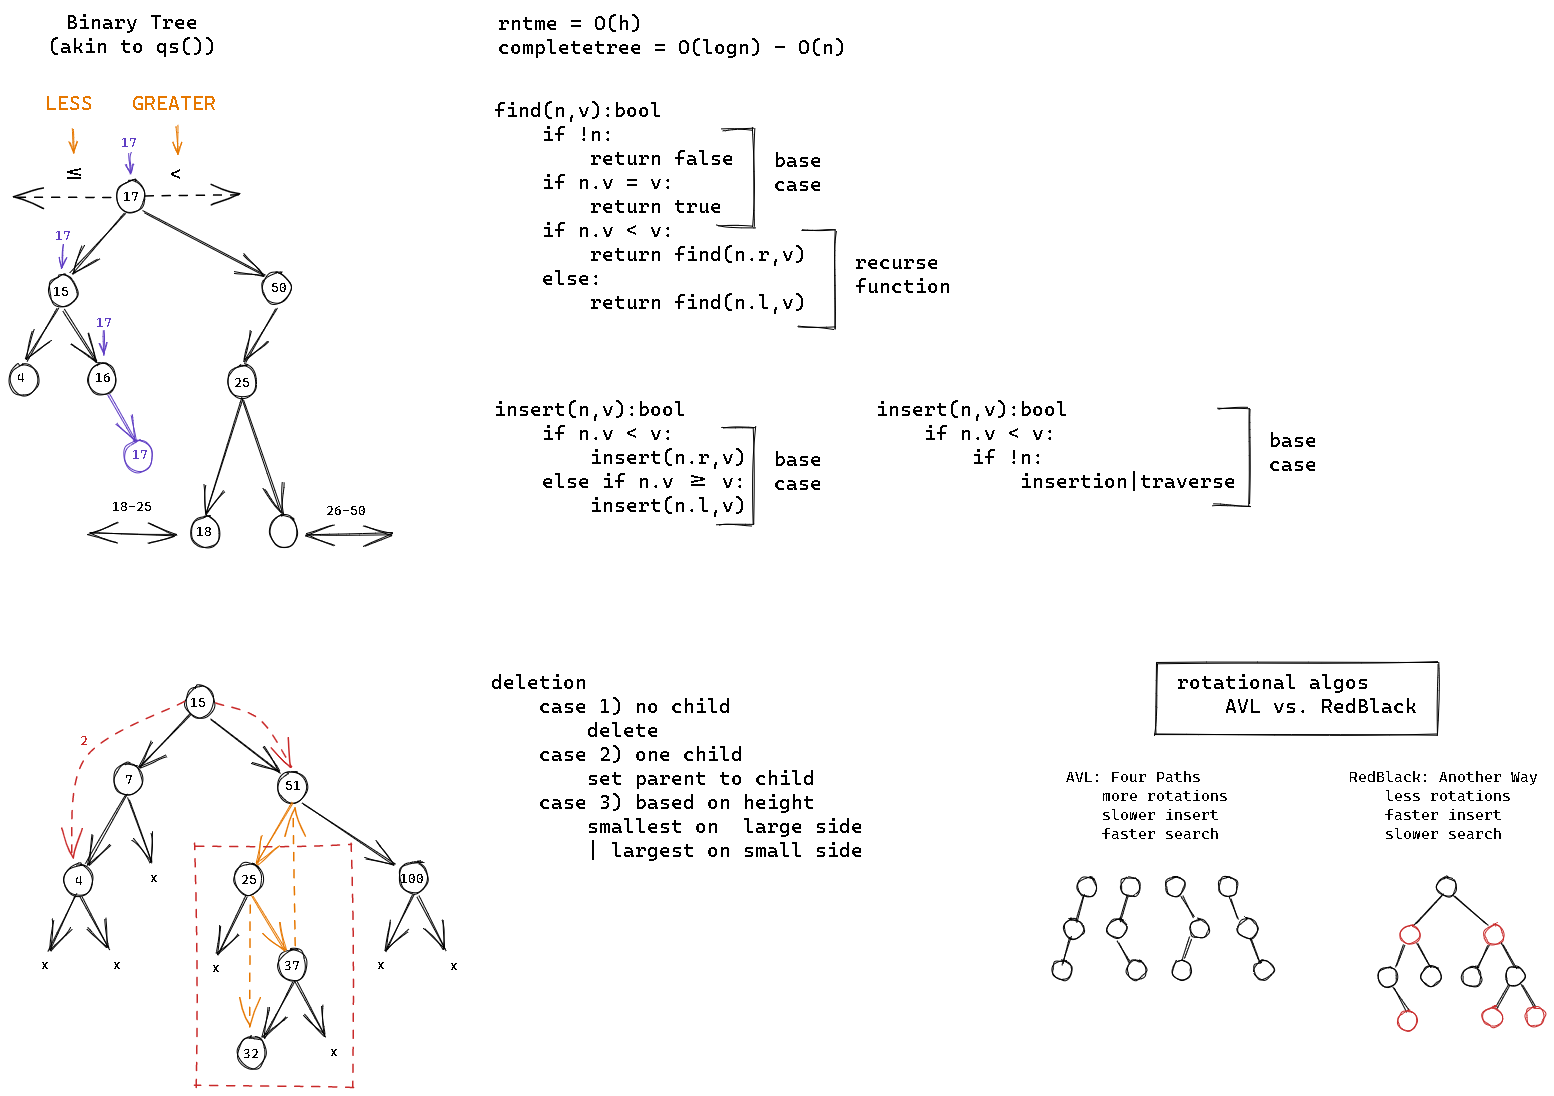 Binary Tree
(akin to qs())
LESS GREATER
17
≤ <
17
17
15
50
17
4
16
25
17
18-25
18
26-50
rntme = O(h)
completetree = O(logn) - O(n)
find(n,v):bool
if !n:
return false
if n.v = v:
return true
if n.v < v:
return find(n.r,v)
else:
return find(n.l,v)
base
case
recurse
function
insert(n,v):bool
if n.v < v:
insert(n.r,v)
else if n.v ≥ v:
insert(n.l,v)
base
case
insert(n,v):bool
if n.v < v:
if !n:
insertion|traverse
base
case
15
2
7
51
4
x
25
100
x x
x
37
x x
32
x
deletion
case 1) no child
delete
case 2) one child
set parent to child
case 3) based on height
smallest on  large side
| largest on small side
rotational algos
AVL vs. RedBlack
AVL: Four Paths
more rotations
slower insert
faster search
RedBlack: Another Way
less rotations
faster insert
slower search